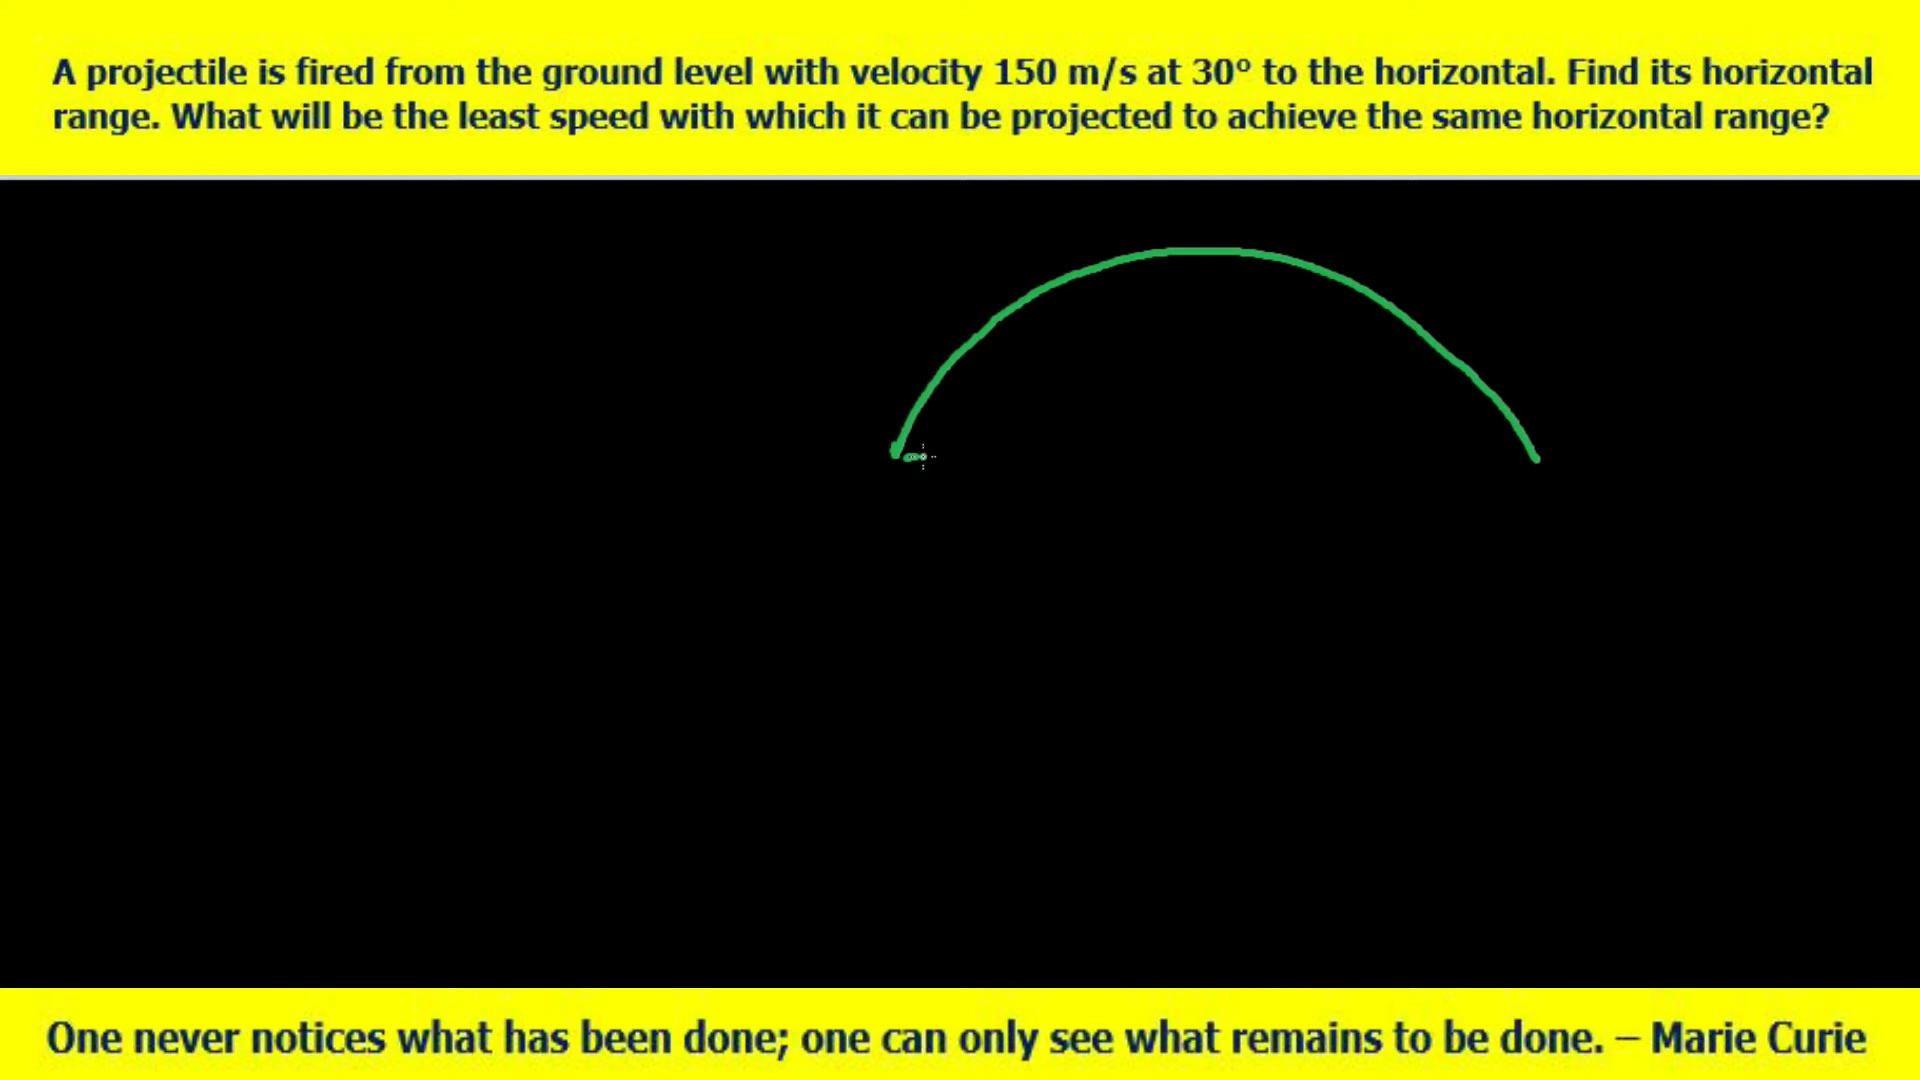 A projectile is fired from the ground level with velocity 150 m/s at 30° to the horizontal. Find its horizontal
range. What will be the least speed with which it can be projected to achieve the same horizontal range?
One never notices what has been done; one can only see what remains to be done. – Marie Curie